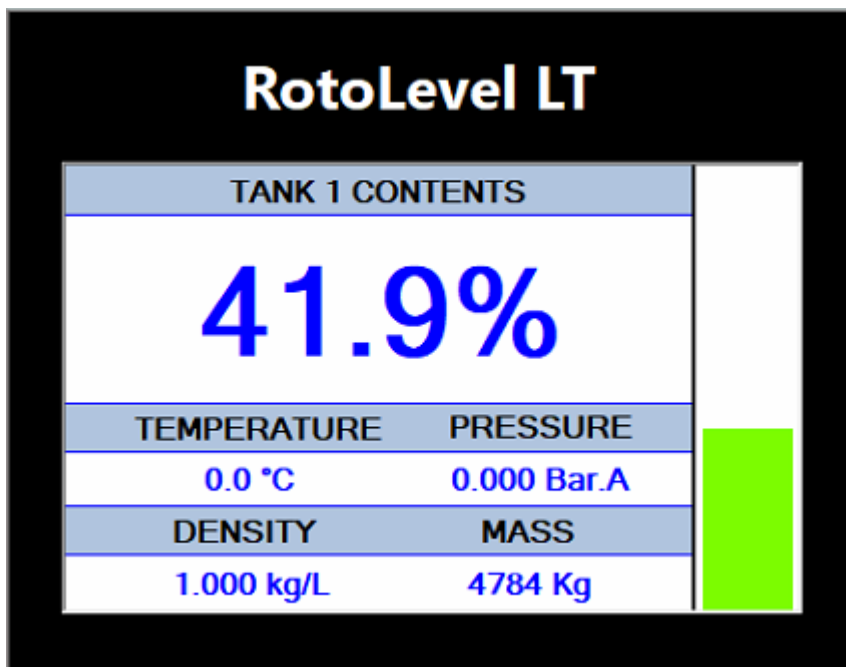 RotoLevel LT
TANK 1 CONTENTS
41.9%
TEMPERATURE PRESSURE
0.0 °C 0.000 Bar.A
DENSITY MASS
1.000 kg/L 4784 Kg